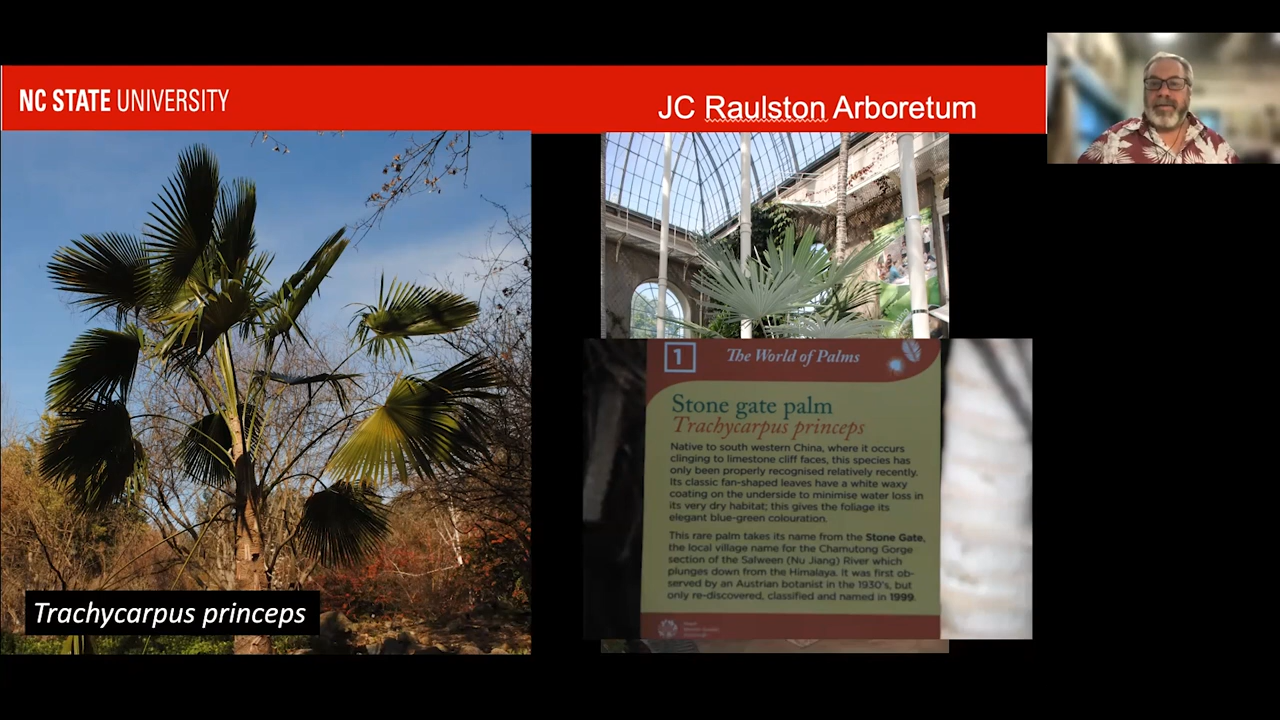 NC STATE UNIVERSITY
JC Raulston Arboretum
Trachycarpus princeps
1
The World of Palms
Stone gate palm
Trachycarpus princeps
Native to south western China, where it occurs
clinging to limestone cliff faces, this species has
only been properly recognised relatively recently.
Its classic fan-shaped leaves have a white waxy
coating on the underside to minimise water loss in
its very dry habitat; this gives the foliage its
elegant blue-green colouration.
This rare palm takes its name from the Stone Gate,
the local village name for the Chamutong Gorge
section of the Salween (Nu Jiang) River which
plunges down from the Himalaya. It was first ob-
served by an Austrian botanist in the 1930's, but
only re-discovered, classified and named in 1999.